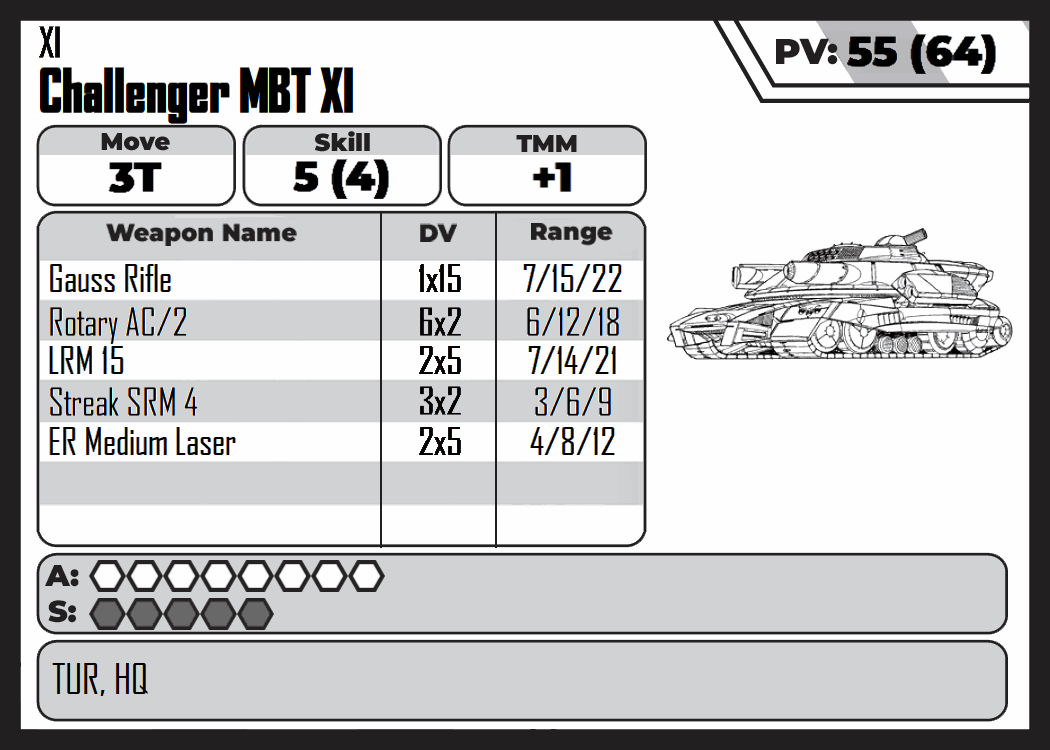 XI
Challenger MBT XI
PV: 55 (64)
Move Skill TMM
3T 5 (4) +1
Weapon Name DV Range
Gauss Rifle 1x15 7/15/22
Rotary AC/2 6x2 6/12/18
LRM 15 2x5 7/14/21
Streak SRM 4 3x2 3/6/9
ER Medium Laser 2x5 4/8/12
A:
S:
TUR, HQ